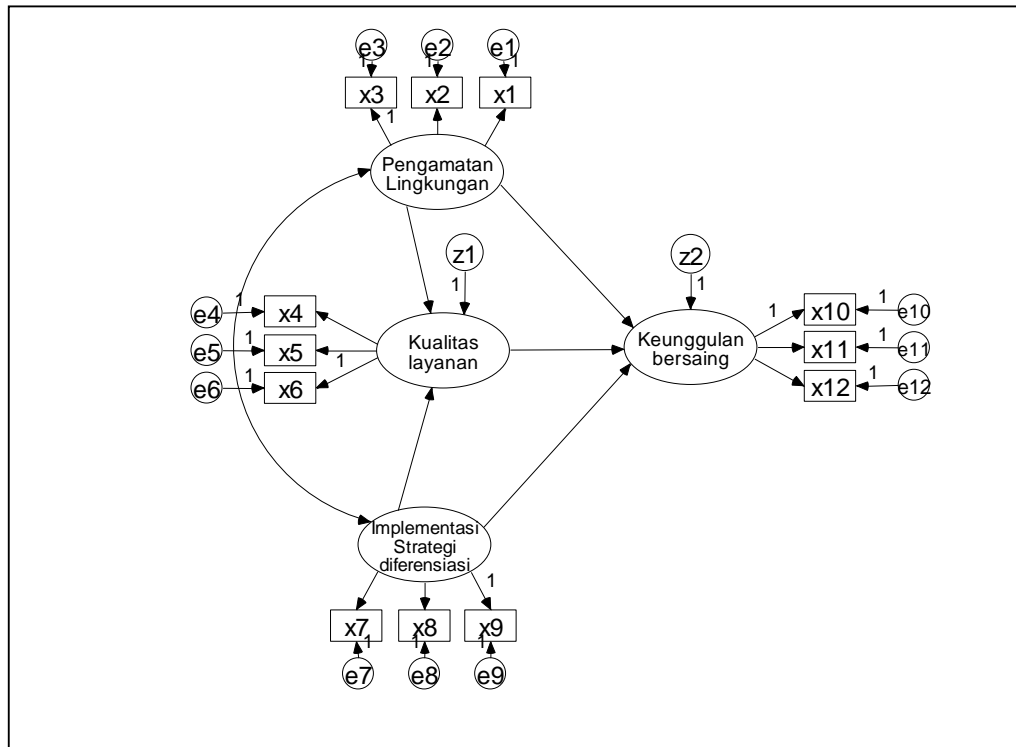 e3 e2 e1
1 1 1
x3 x2 x1
1
Pengamatan
Lingkungan
z1
1
z2
1
e4 1 x4
e5 1 x5
e6 1 x6
1
Kualitas
layanan
Keunggulan
bersaing
1 x10 1 e10
x11 1 e11
x12 1 e12
Implementasi
Strategi
diferensiasi
1
x7 x8 x9
1 1 1
e7 e8 e9